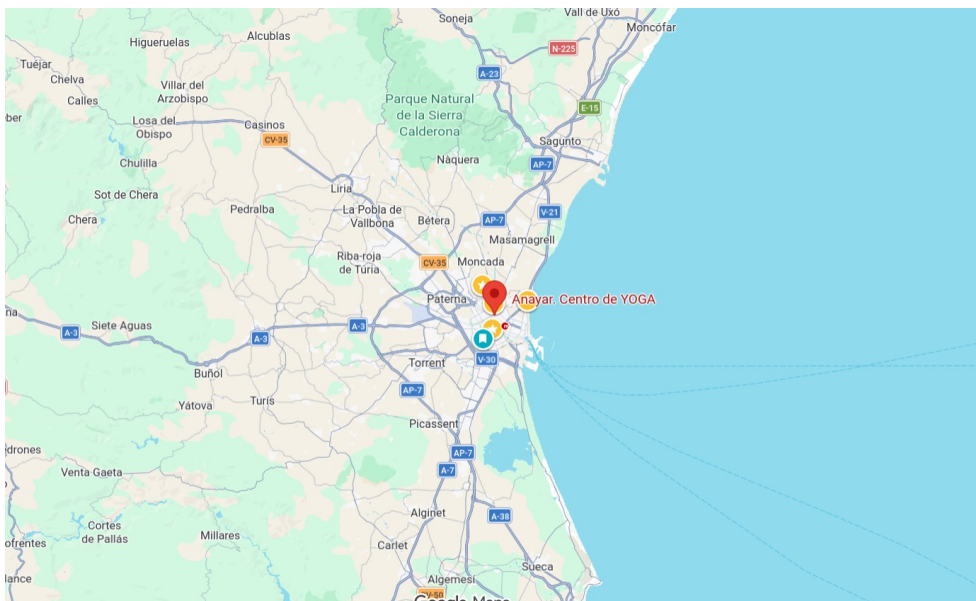 Soneja
Vall de Uxó
Moncófar
Higueruelas
Alcublas
N-225
Tuéjar
Chelva
A-23
Calles
Villar del
Arzobispo
Parque Natural
de la Sierra
Calderona
E-15
Losa del
Obispo
Casinos
CV-35
Sagunto
Chulilla
Náquera
AP-7
Sot de Chera
Liria
Pedralba
La Pobla de
Vallbona
Bétera
AP-7
V-21
Chera
Masamagrell
Riba-roja
de Túria
CV-35
Moncada
Paterna
Anayar. Centro de YOGA
Siete Aguas
A-3
A-3
A-3
Buñol
Torrent
V-30
AP-7
Yátova
Turís
Picassent
AP-7
A-7
Venta Gaeta
Alginet
A-38
Cortes
de Pallás
Millares
Carlet
Sueca
Algemesí